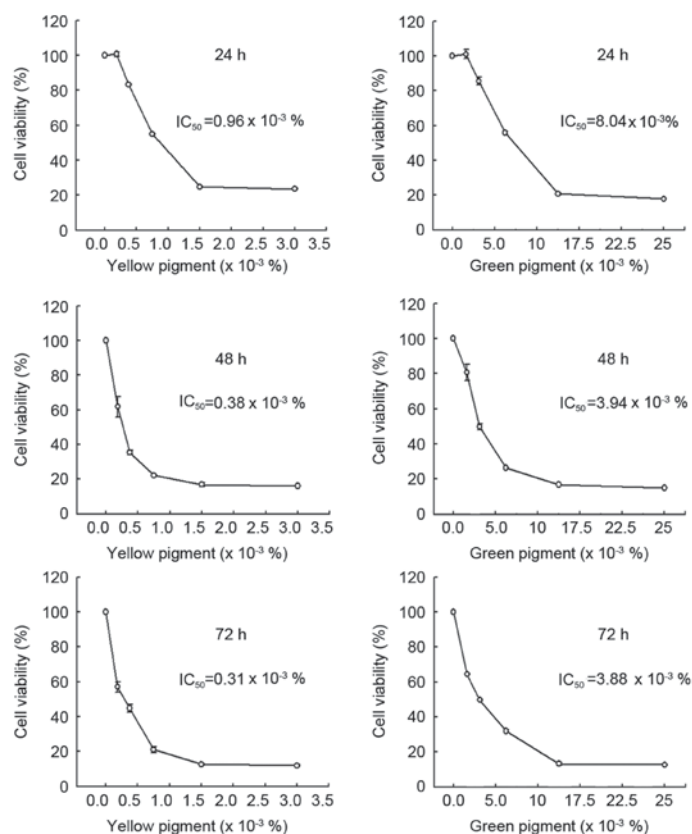 120
100
80
60
40
20
0
Cell viability (%)
24 h
IC50=0.96 x 10-3 %
0.0 0.5 1.0 1.5 2.0 2.5 3.0 3.5
Yellow pigment (x 10-3 %)
120
100
80
60
40
20
0
Cell viability (%)
24 h
IC50=8.04x10-3%
0.0 5.0 10 17.5 22.5 25
Green pigment (x 10-3 %)
120
100
80
60
40
20
0
Cell viability (%)
48 h
IC50=0.38 x 10-3 %
0.0 0.5 1.0 1.5 2.0 2.5 3.0 3.5
Yellow pigment (x 10-3 %)
120
100
80
60
40
20
0
Cell viability (%)
48 h
IC50=3.94 x 10-3 %
0.0 5.0 10 17.5 22.5 25
Green pigment (x 10-3 %)
120
100
80
60
40
20
0
Cell viability (%)
72 h
IC50=0.31 x 10-3 %
0.0 0.5 1.0 1.5 2.0 2.5 3.0 3.5
Yellow pigment (x 10-3 %)
120
100
80
60
40
20
0
Cell viability (%)
72 h
IC50=3.88 x 10-3 %
0.0 5.0 10 17.5 22.5 25
Green pigment (x 10-3 %)